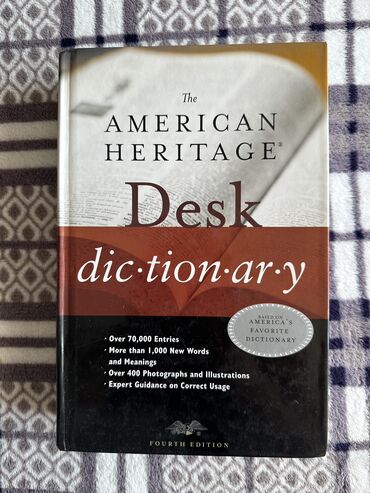 The
AMERICAN
HERITAGE®
Desk
dic·tion·ar·y
BASED ON
AMERICA'S
FAVORITE
DICTIONARY
· Over 70,000 Entries
· More than 1,000 New Words
and Meanings
· Over 400 Photographs and Illustrations
· Expert Guidance on Correct Usage
FOURTH EDITION